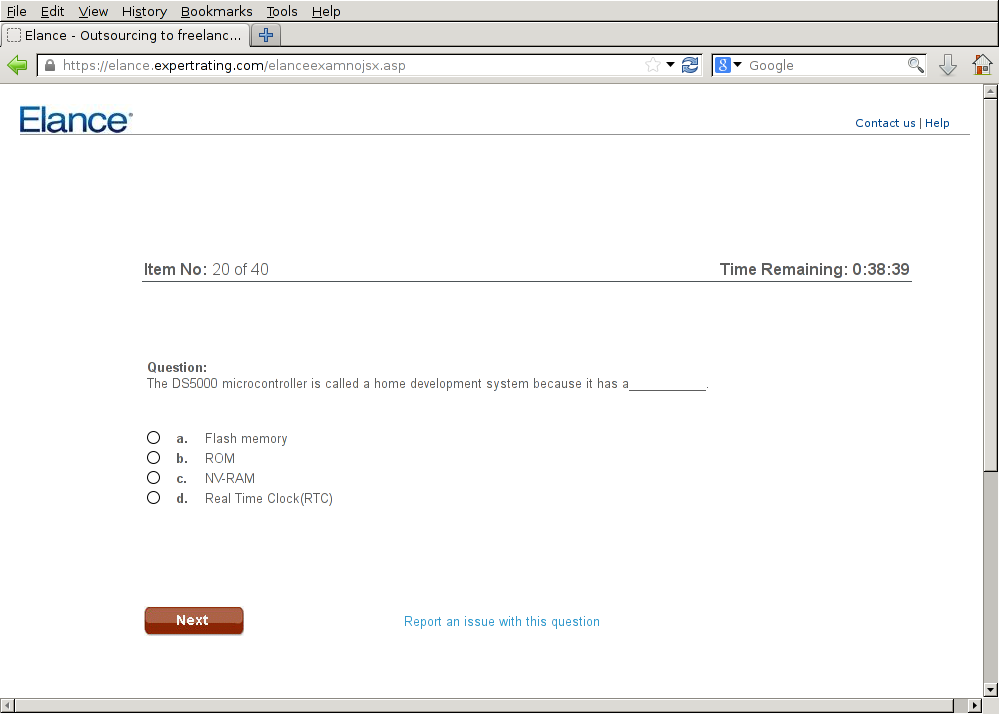 File Edit View History Bookmarks Tools Help
Elance - Outsourcing to freelanc...
https://elance.expertrating.com/elanceexamnojsx.asp
8 Google
Elance®
Contact us | Help
Item No: 20 of 40
Time Remaining: 0:38:39
Question:
The DS5000 microcontroller is called a home development system because it has a___________.
a. Flash memory
b. ROM
c. NV-RAM
d. Real Time Clock(RTC)
Next
Report an issue with this question